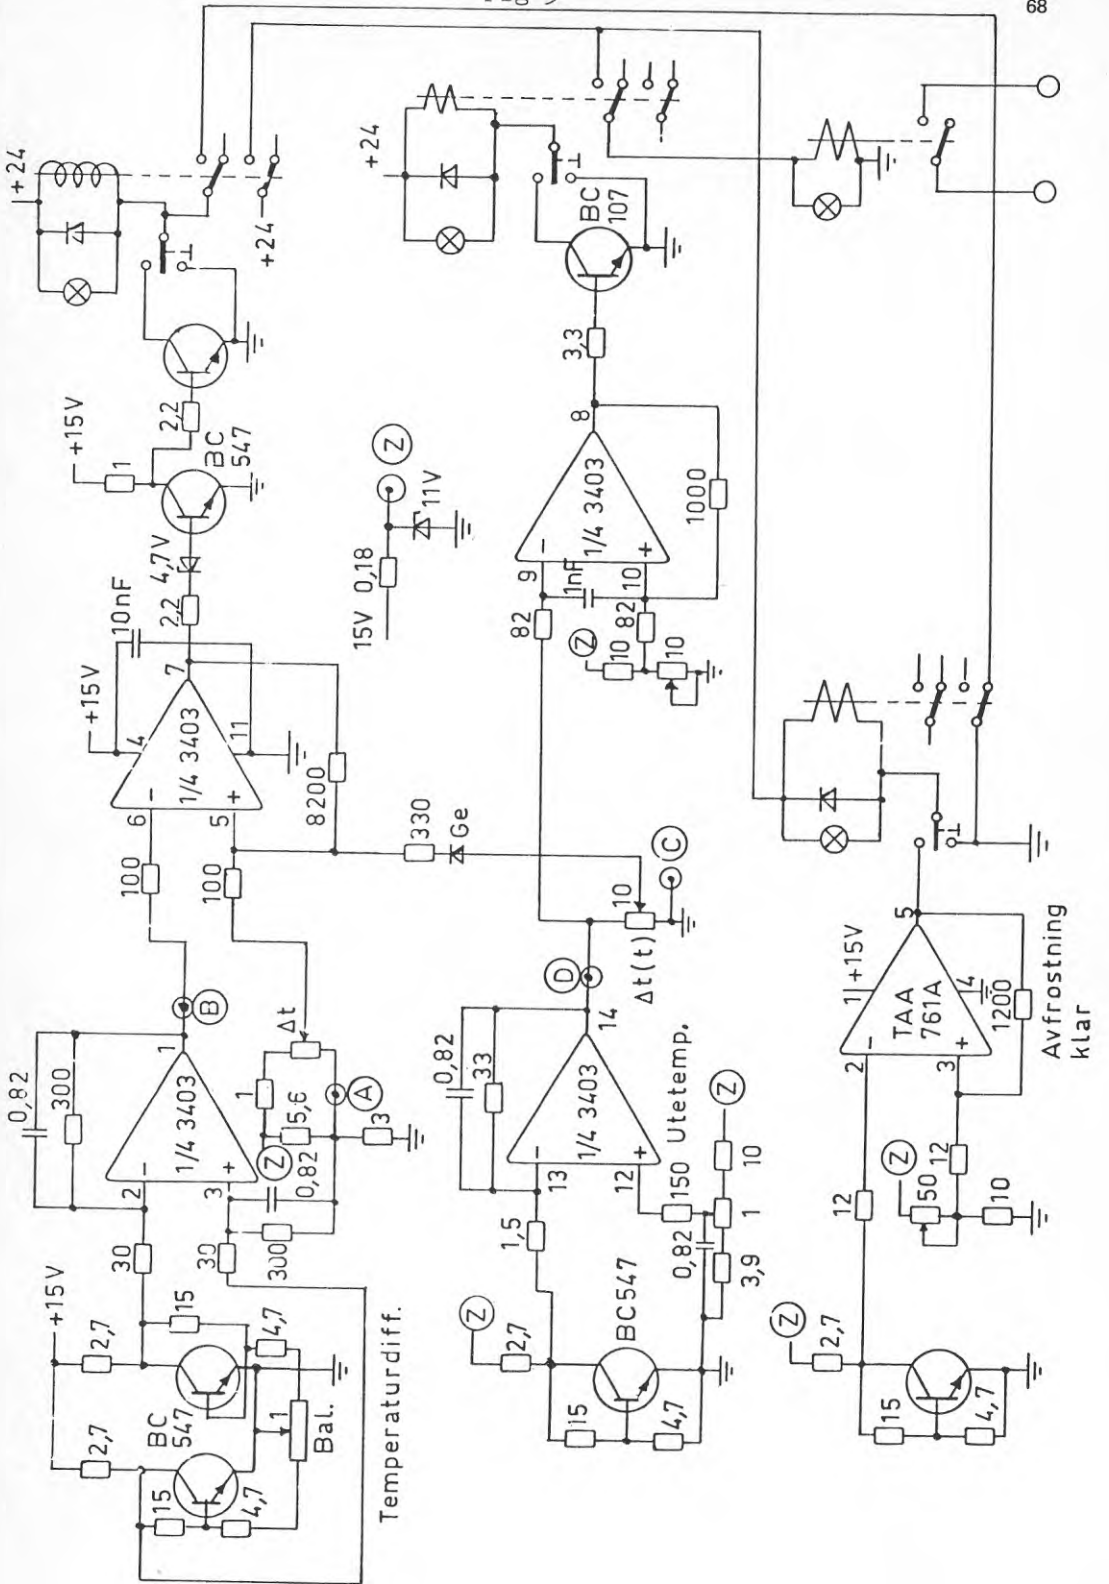 68
+24
+24
+15V
1
2,2
BC
547
4,7V
2,2
10nF
+15V
4
7
11
1/4 3403
-
+
6
5
100
100
8200
330
Ge
15V
0,18
11V
Z
0,82
300
1
B
1/4 3403
-
+
2
3
30
30
300
0,82
Z
1
5,6
Δt
A
3
+15V
2,7
2,7
BC
547
15
15
4,7
4,7
1
Bal.
Temperaturdiff.
+24
BC
107
3,3
8
1/4 3403
-
+
9
10
1nF
82
82
Z
10
10
1000
10
C
Δt(t)
D
14
0,82
33
1/4 3403
-
+
13
12
1,5
150
Utetemp.
Z
10
1
0,82
3,9
Z
2,7
BC547
15
4,7
1
+15V
5
4
TAA
761A
-
+
2
3
1200
12
12
Z
50
10
Z
2,7
15
4,7
Avfrostning
klar